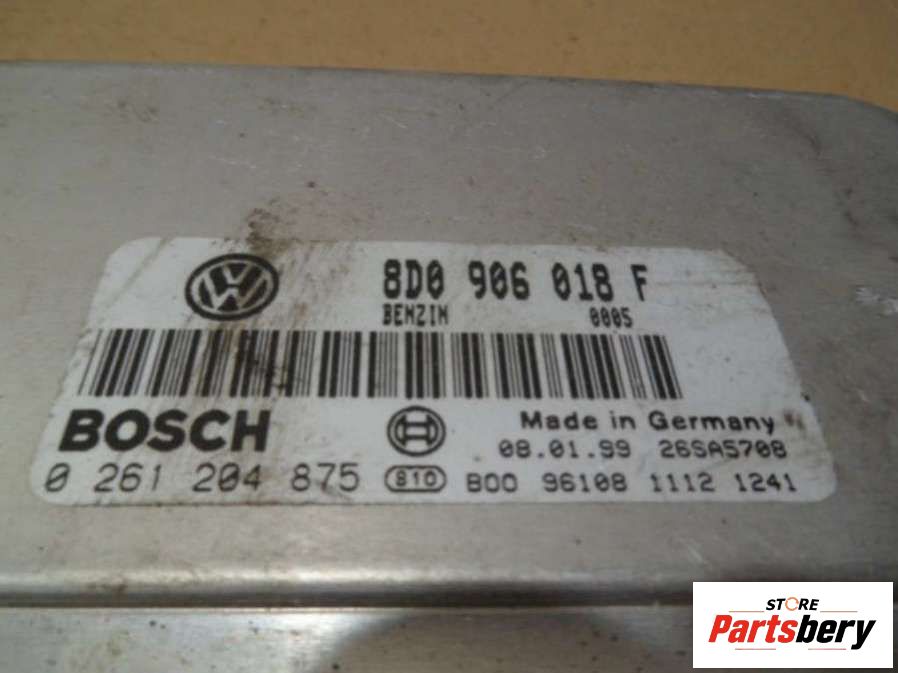 8D0 906 018 F
BENZIN 0005
BOSCH
Made in Germany
08.01.99 26SA5708
0 261 204 875 810 B00 96108 1112 1241
STORE
Partsbery